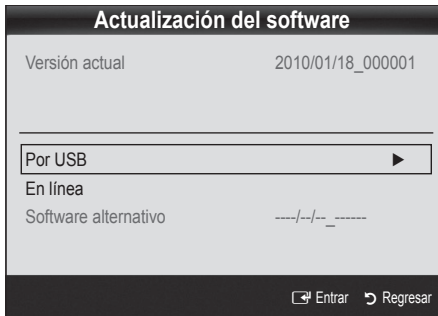 Actualización del software
Versión actual 2010/01/18_000001
Por USB ▶
En línea
Software alternativo ----/--/--_------
Entrar Regresar